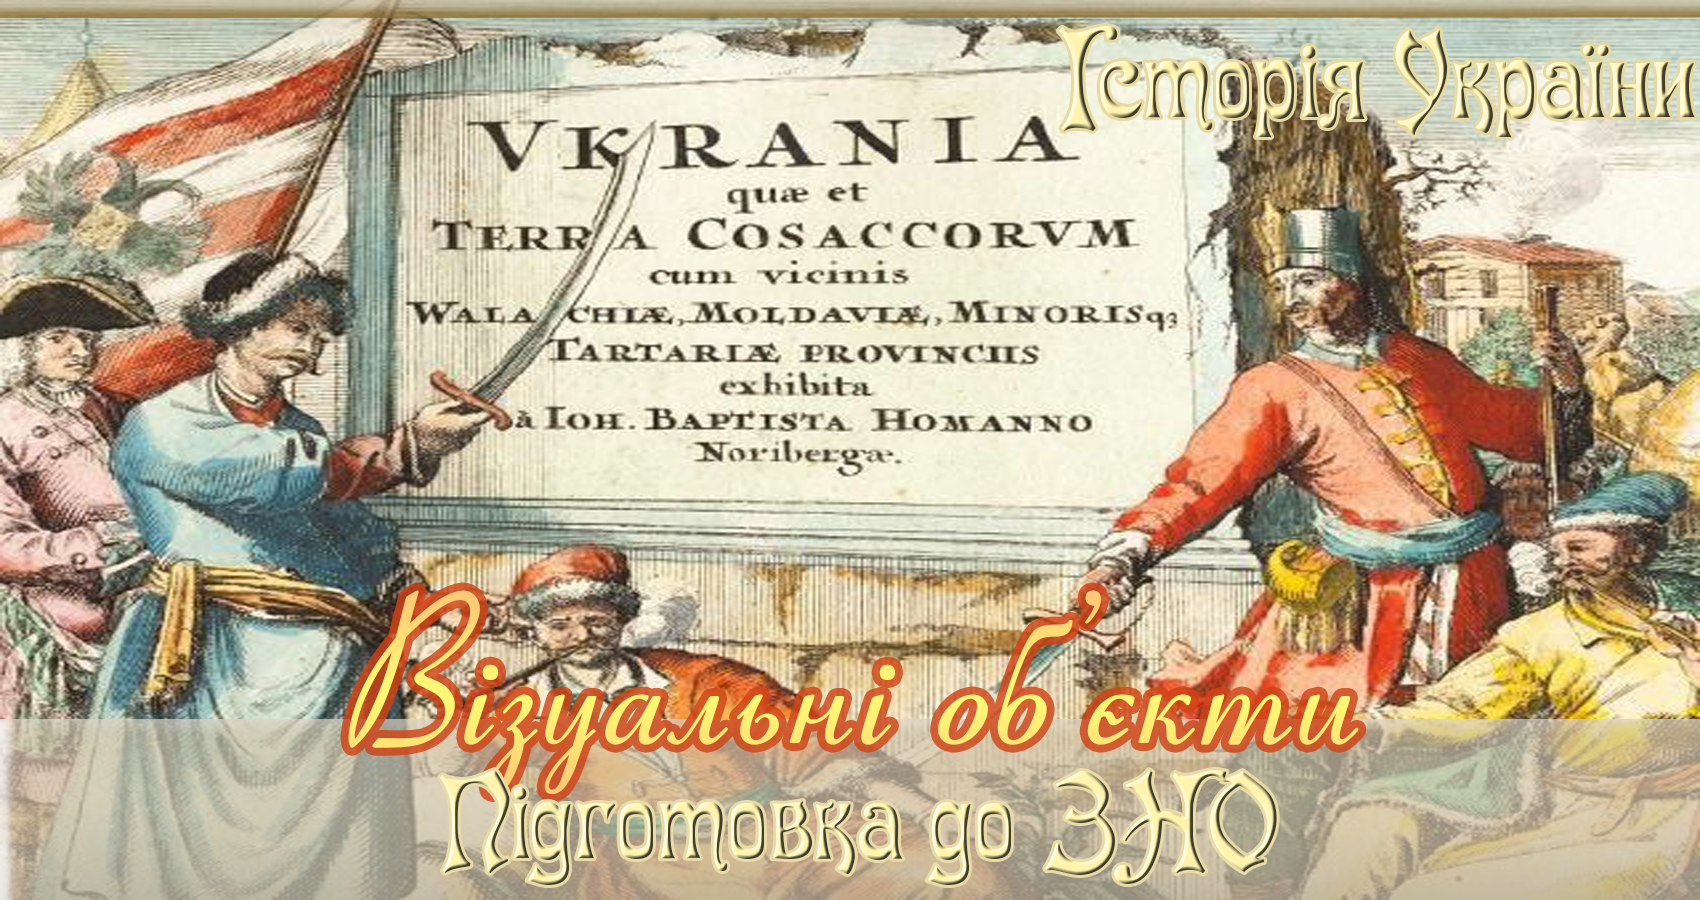 Історія України
VKRANIA
quæ et
TERRA COSACCORVM
cum vicinis
WALACHIÆ, MOLDAVIÆ, MINORISqȝ
TARTARIÆ PROVINCIIS
exhibita
à IOH. BAPTISTA HOMANNO
Noribergæ.
Візуальні об'єкти
Підготовка до ЗНО